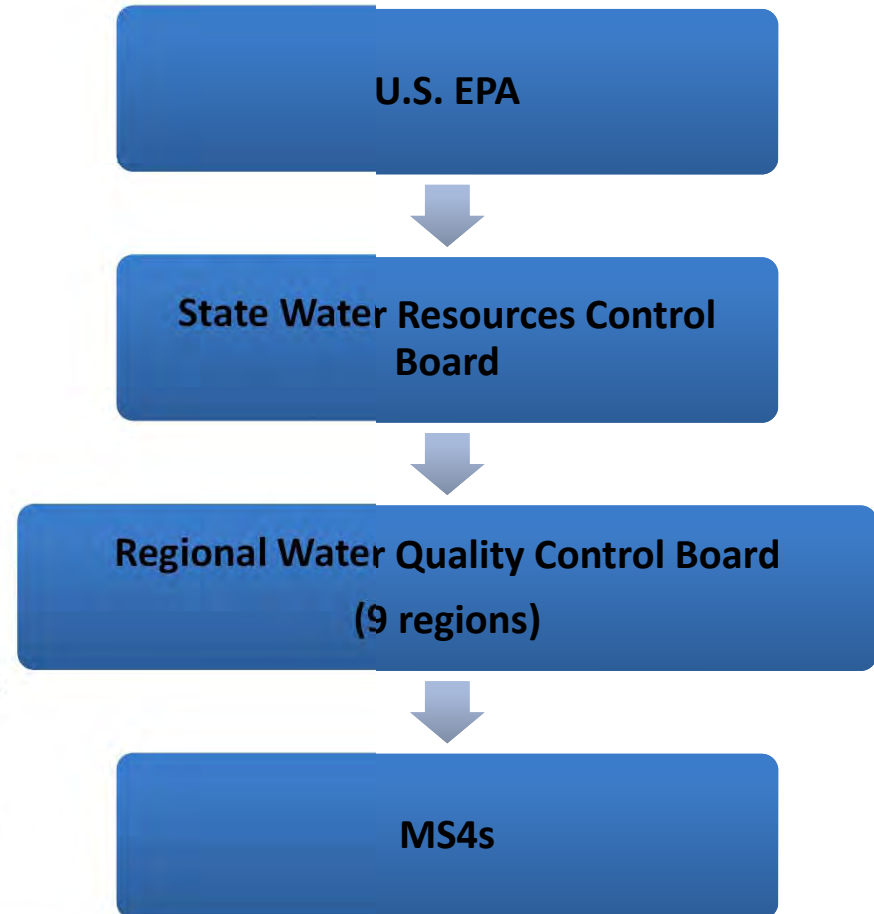 U.S. EPA
State Water Resources Control
Board
Regional Water Quality Control Board
(9 regions)
MS4s